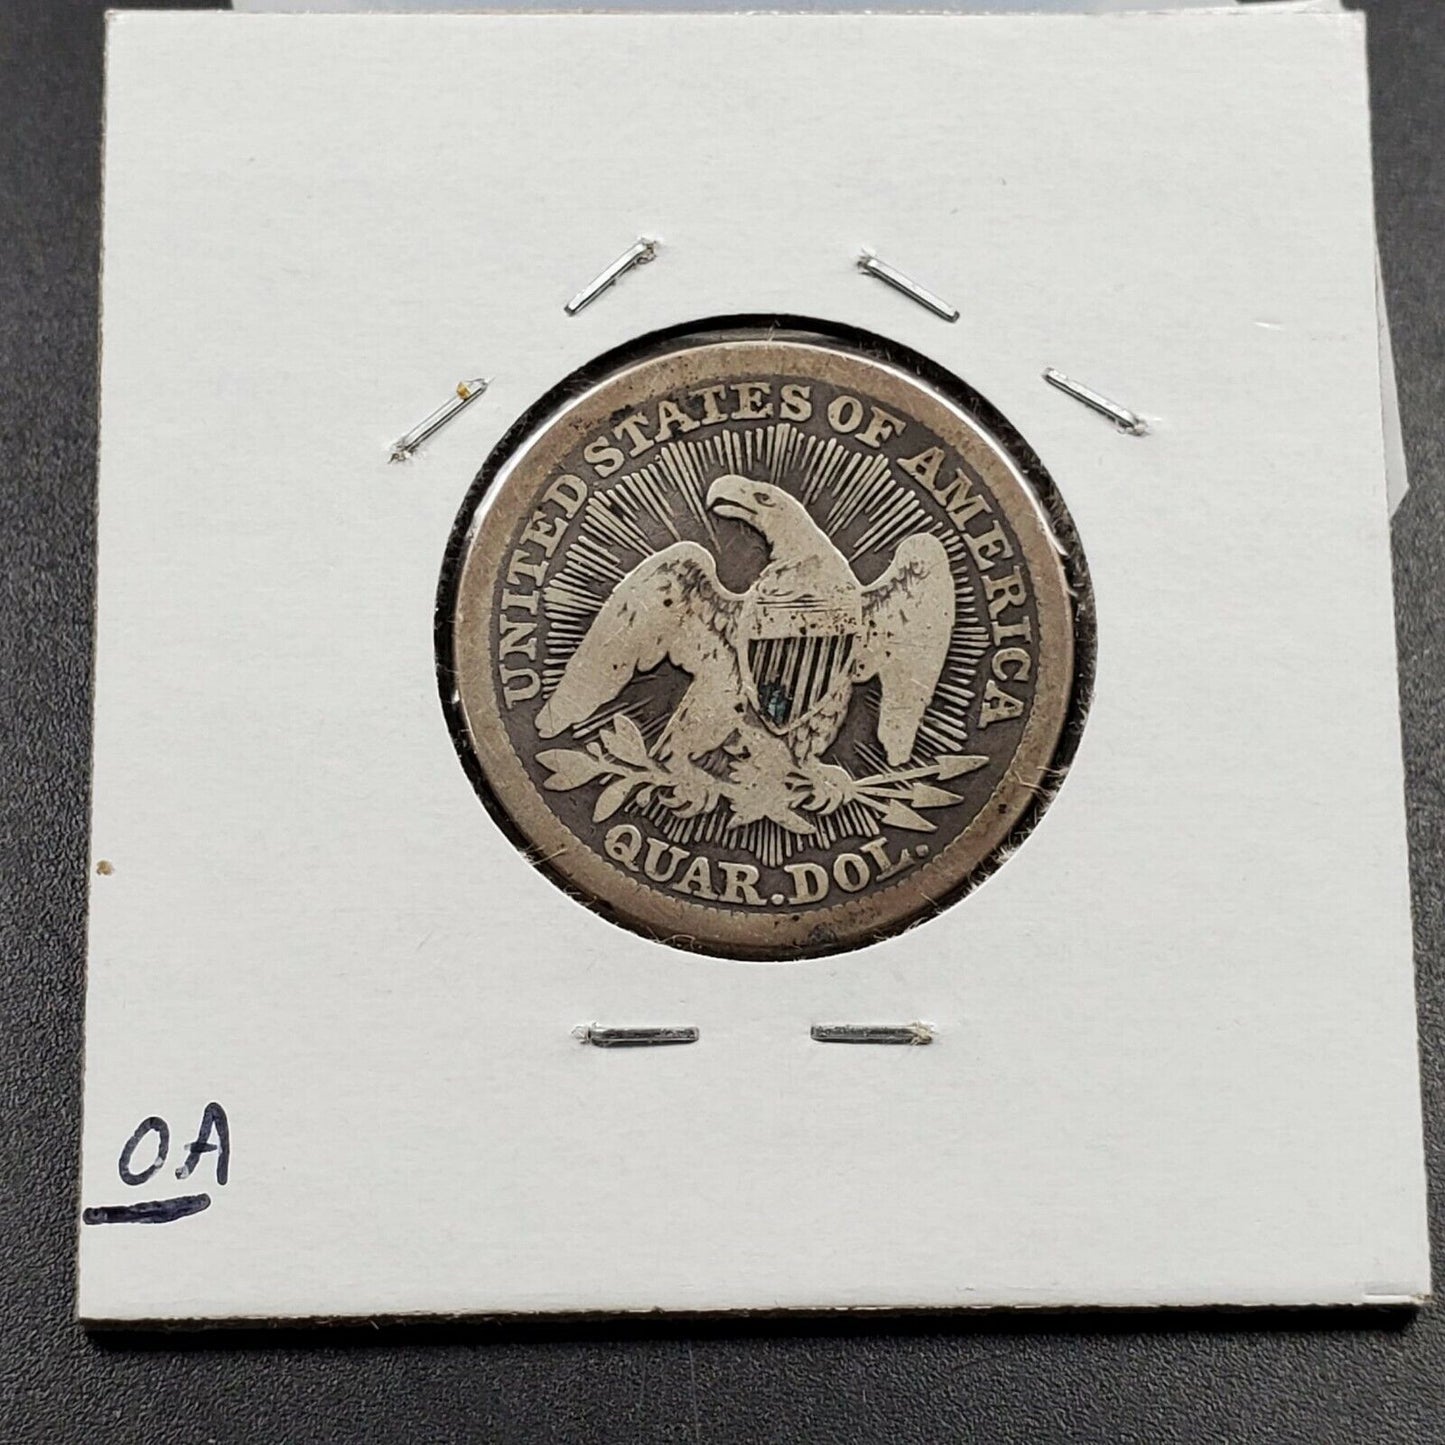 UNITED STATES OF AMERICA
QUAR. DOL.
OA